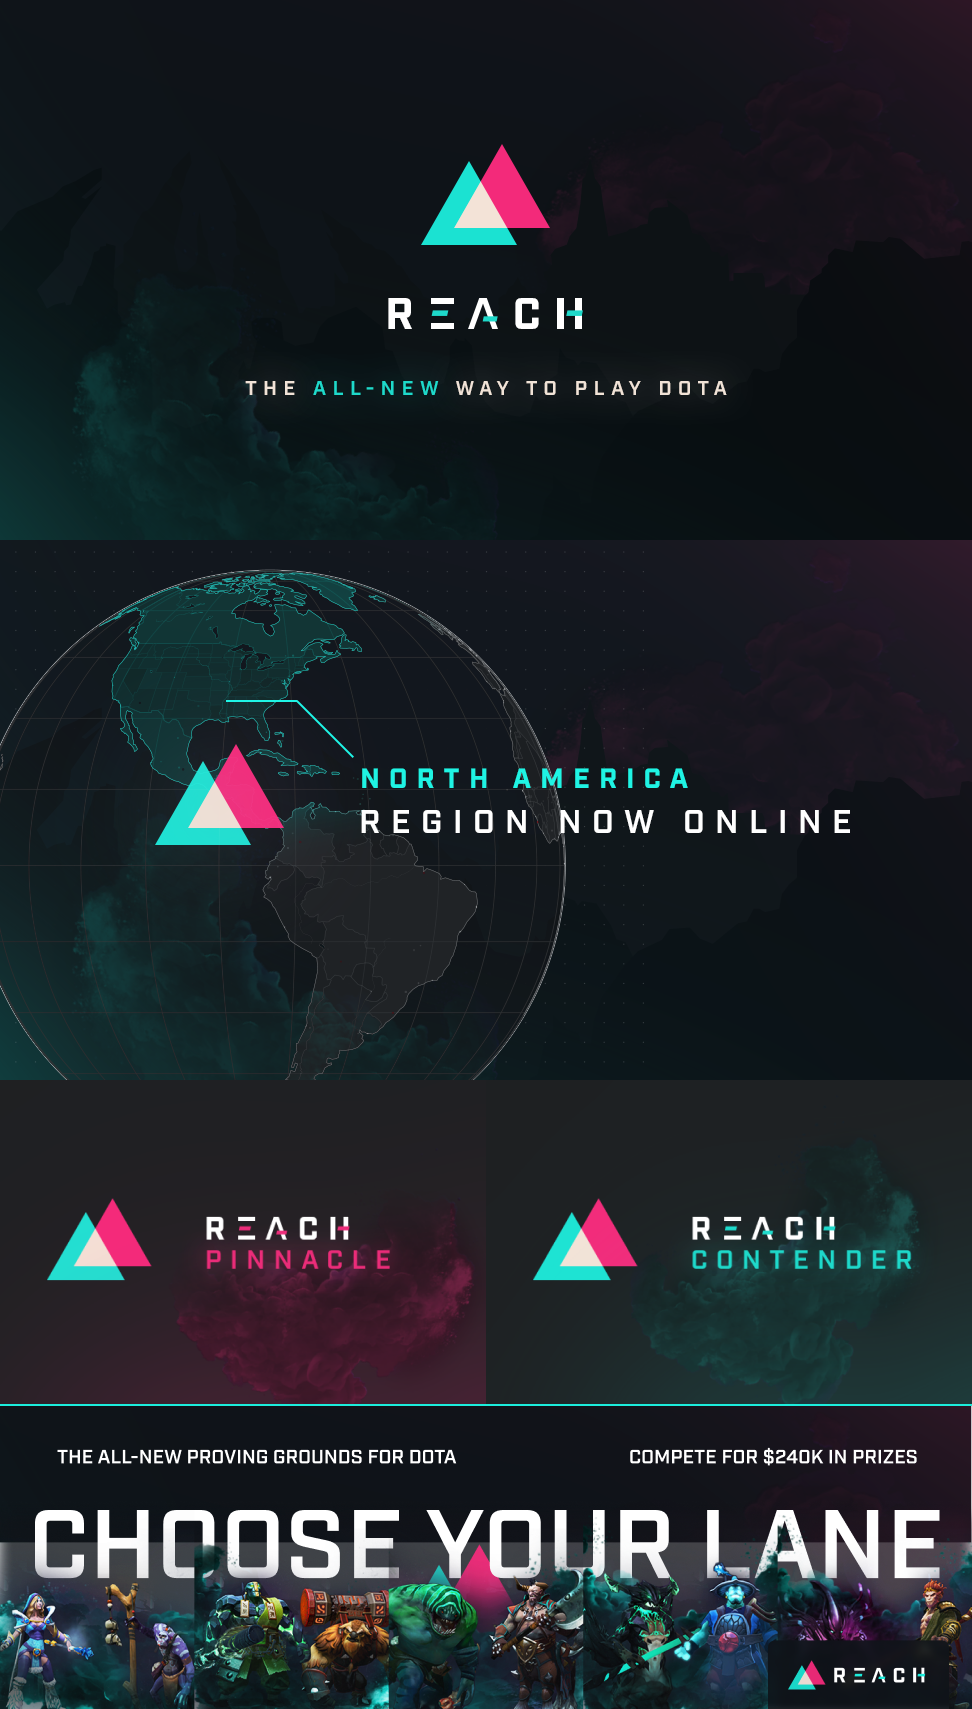 REACH
THE ALL-NEW WAY TO PLAY DOTA
NORTH AMERICA
REGION NOW ONLINE
REACH
PINNACLE
REACH
CONTENDER
THE ALL-NEW PROVING GROUNDS FOR DOTA
COMPETE FOR $240K IN PRIZES
CHOOSE YOUR LANE
REACH